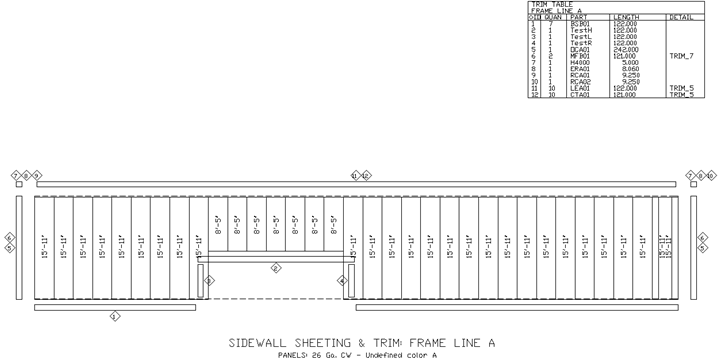 TRIM TABLE
FRAME LINE A
◇ID QUAN PART LENGTH DETAIL
1 7 BSB01 122.000
2 1 TestH 122.000
3 1 TestL 122.000
4 1 TestR 122.000
5 1 OCA01 242.000
6 2 MFB01 121.000 TRIM_7
7 1 H4000 5.000
8 1 ERA01 8.060
9 1 RCA01 9.250
10 1 RCA02 9.250
11 10 LEA01 122.000 TRIM_5
12 10 CTA01 121.000 TRIM_5
7 8 9 11 12 7 8 10
15'-11" 15'-11" 15'-11" 15'-11" 15'-11" 15'-11" 15'-11" 15'-11" 15'-11" 8'-5" 8'-5" 8'-5" 8'-5" 8'-5" 8'-5" 8'-5" 15'-11" 15'-11" 15'-11" 15'-11" 15'-11" 15'-11" 15'-11" 15'-11" 15'-11" 15'-11" 15'-11" 15'-11" 15'-11" 15'-11" 15'-11" 15'-11" 15'-11"
6 6
5 5
2
3 4
1
SIDEWALL SHEETING & TRIM: FRAME LINE A
PANELS: 26 Ga. CW - Undefined color A